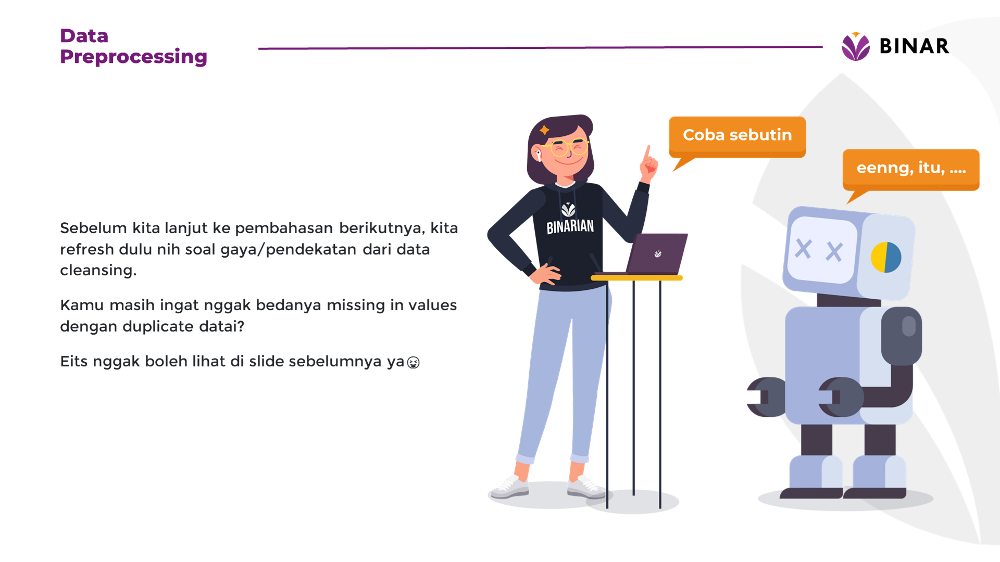 Data
Preprocessing
BINAR
Coba sebutin
eenng, itu, ....
BINARIAN
Sebelum kita lanjut ke pembahasan berikutnya, kita
refresh dulu nih soal gaya/pendekatan dari data
cleansing.
Kamu masih ingat nggak bedanya missing in values
dengan duplicate datai?
Eits nggak boleh lihat di slide sebelumnya ya😆